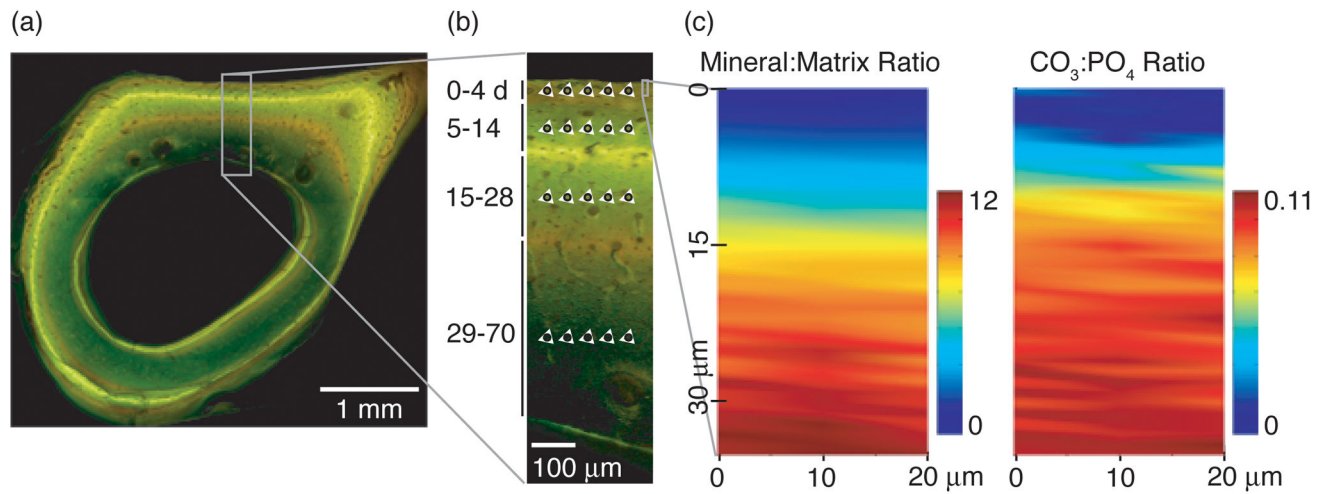 (a)
1 mm
(b)
0-4 d
5-14
15-28
29-70
100 μm
(c)
Mineral:Matrix Ratio
0
15
30 μm
0
10
20
12
0
μm
CO₃:PO₄ Ratio
0
10
20
0.11
0
μm